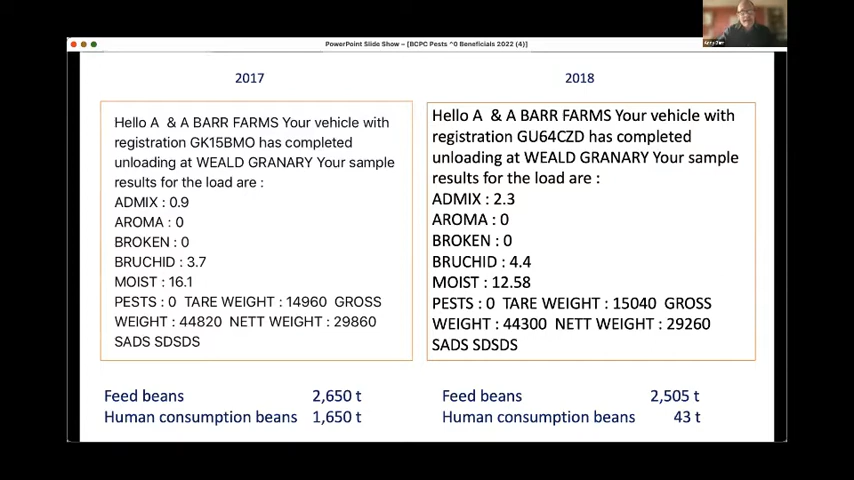 PowerPoint Slide Show – [BCPC Pests ^0 Beneficials 2022 (4)]
2017
Hello A & A BARR FARMS Your vehicle with
registration GK15BMO has completed
unloading at WEALD GRANARY Your sample
results for the load are :
ADMIX : 0.9
AROMA : 0
BROKEN : 0
BRUCHID : 3.7
MOIST : 16.1
PESTS : 0 TARE WEIGHT : 14960 GROSS
WEIGHT : 44820 NETT WEIGHT : 29860
SADS SDSDS
Feed beans 2,650 t
Human consumption beans 1,650 t
2018
Hello A & A BARR FARMS Your vehicle with
registration GU64CZD has completed
unloading at WEALD GRANARY Your sample
results for the load are :
ADMIX : 2.3
AROMA : 0
BROKEN : 0
BRUCHID : 4.4
MOIST : 12.58
PESTS : 0 TARE WEIGHT : 15040 GROSS
WEIGHT : 44300 NETT WEIGHT : 29260
SADS SDSDS
Feed beans 2,505 t
Human consumption beans 43 t